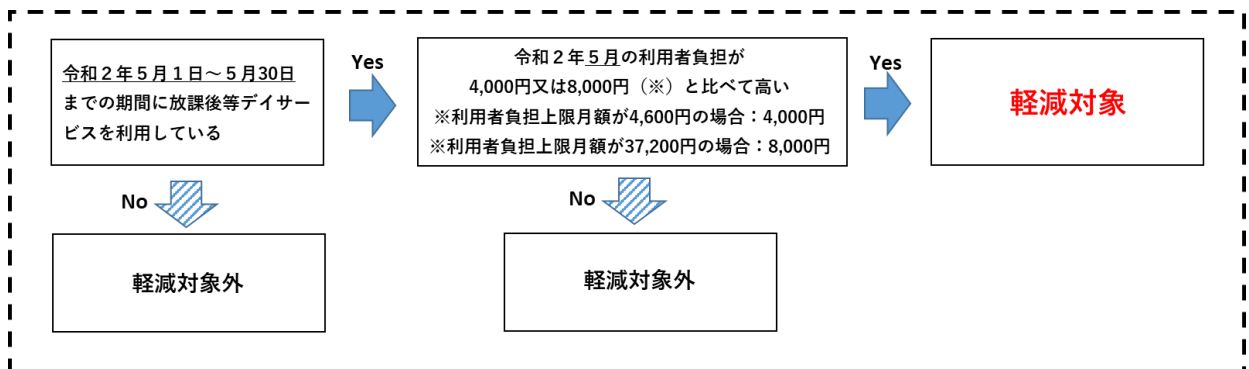 令和２年５月１日～５月30日
までの期間に放課後等デイサー
ビスを利用している
Yes
令和２年５月の利用者負担が
4,000円又は8,000円（※）と比べて高い
※利用者負担上限月額が4,600円の場合：4,000円
※利用者負担上限月額が37,200円の場合：8,000円
Yes
軽減対象
No
軽減対象外
No
軽減対象外